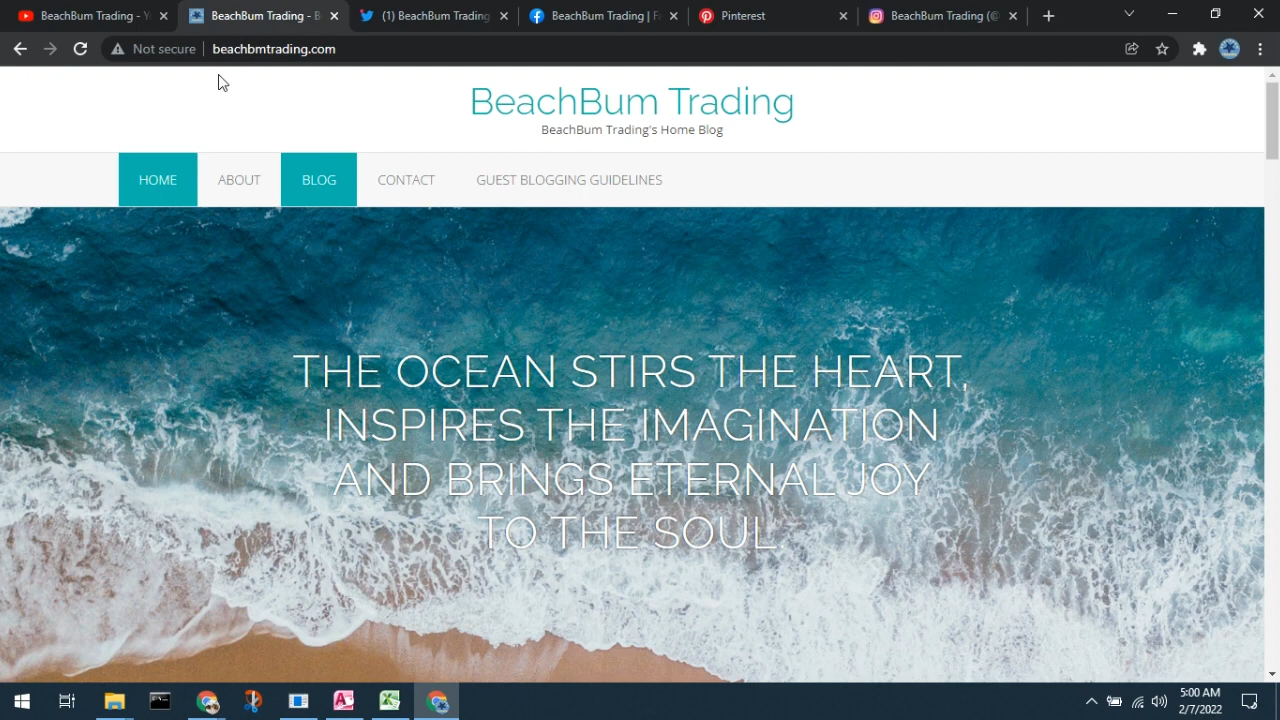 BeachBum Trading - Y
BeachBum Trading - B
(1) BeachBum Trading
BeachBum Trading | F
Pinterest
BeachBum Trading (@
Not secure
beachbmtrading.com
BeachBum Trading
BeachBum Trading's Home Blog
HOME
ABOUT
BLOG
CONTACT
GUEST BLOGGING GUIDELINES
THE OCEAN STIRS THE HEART,
INSPIRES THE IMAGINATION
AND BRINGS ETERNAL JOY
TO THE SOUL.
5:00 AM
2/7/2022